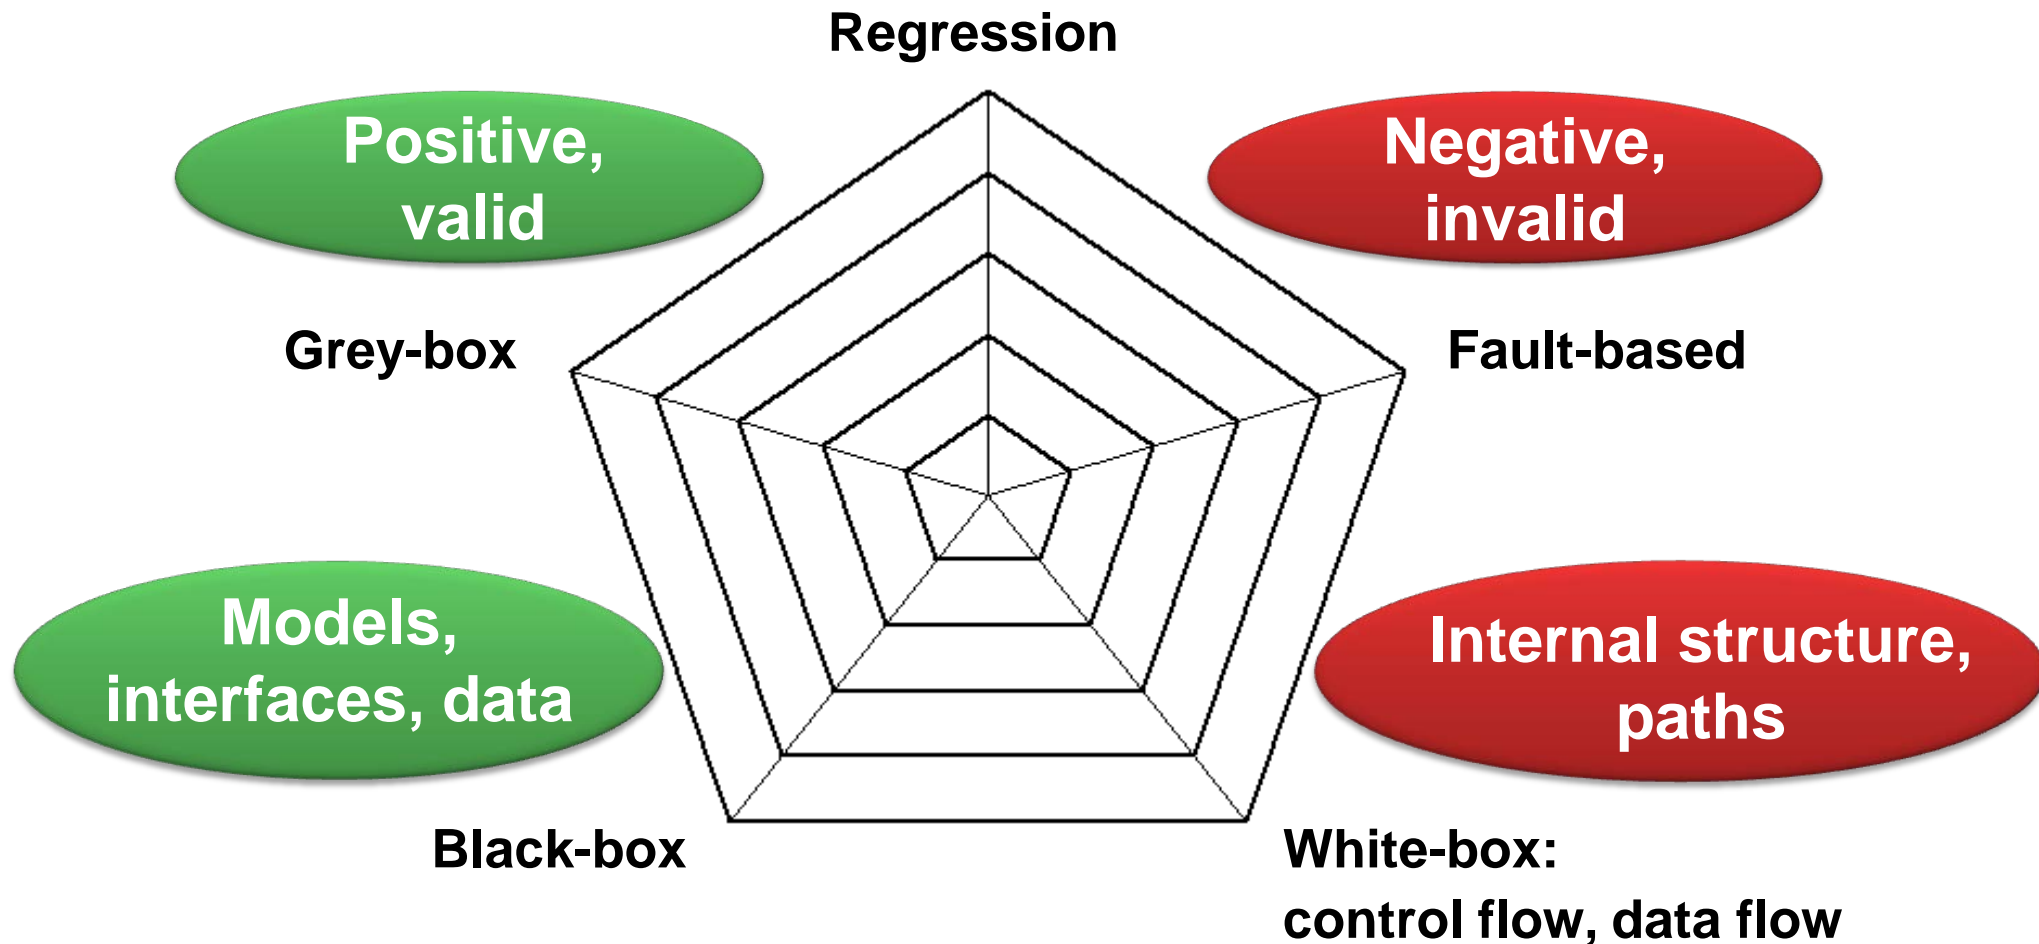 Regression
Positive,
valid
Negative,
invalid
Grey-box
Fault-based
Models,
interfaces, data
Internal structure,
paths
Black-box
White-box:
control flow, data flow